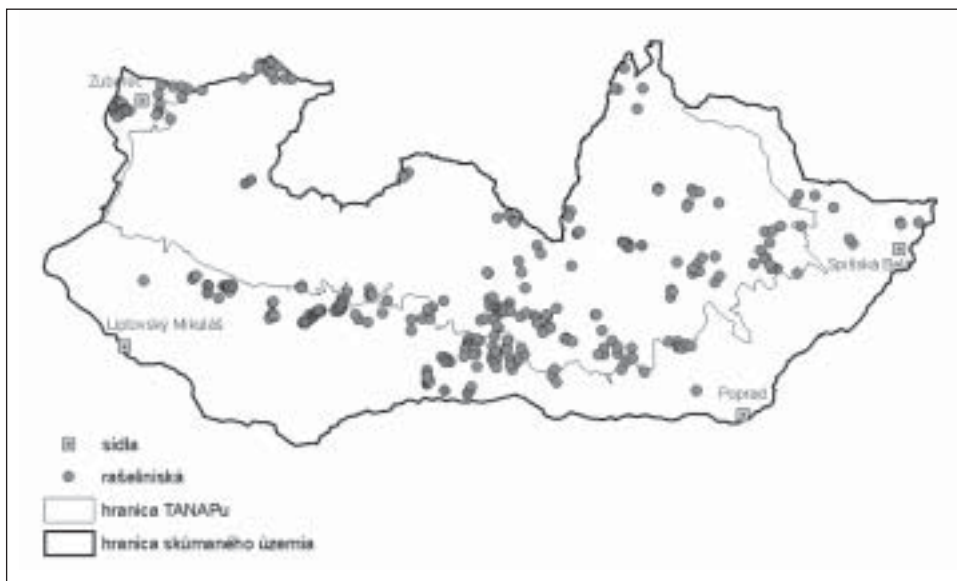 Zuberec
Spišská Belá
Liptovský Mikuláš
Poprad
sídla
rašeliniská
hranica TANAPu
hranica skúmaného územia